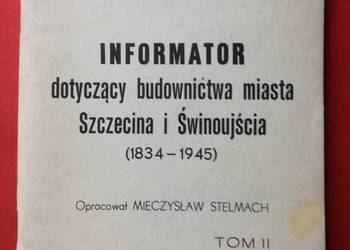 INFORMATOR
dotyczący budownictwa miasta
Szczecina i Świnoujścia
(1834–1945)
Opracował MIECZYSŁAW STELMACH
TOM II